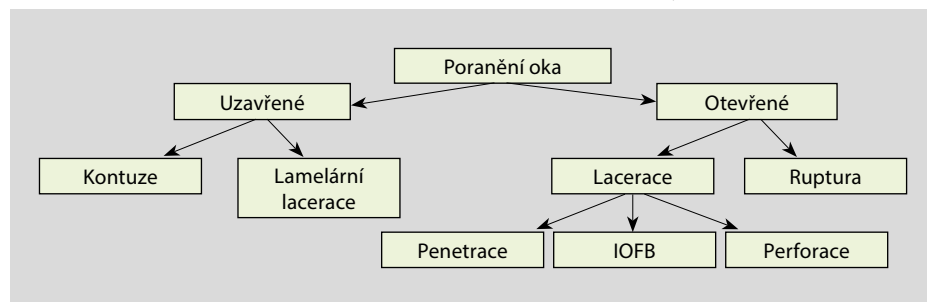 Poranění oka
Uzavřené
Otevřené
Kontuze
Lamelární
lacerace
Lacerace
Ruptura
Penetrace
IOFB
Perforace